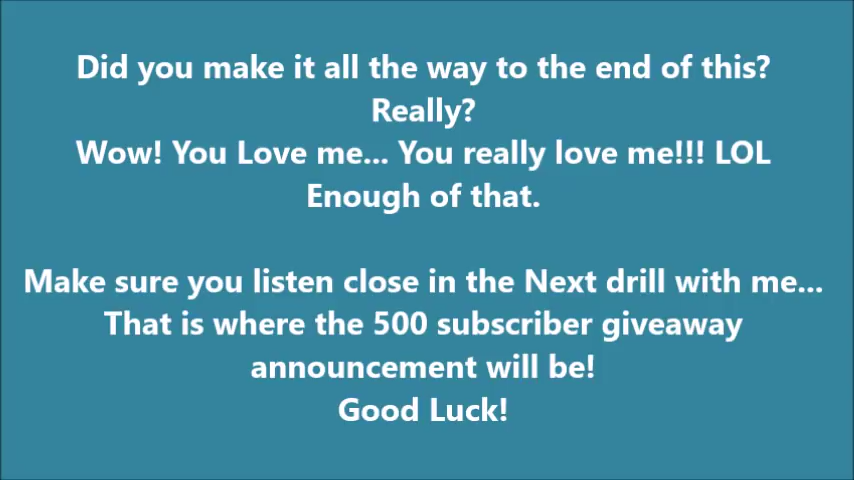 Did you make it all the way to the end of this?
Really?
Wow! You Love me... You really love me!!! LOL
Enough of that.
Make sure you listen close in the Next drill with me...
That is where the 500 subscriber giveaway
announcement will be!
Good Luck!